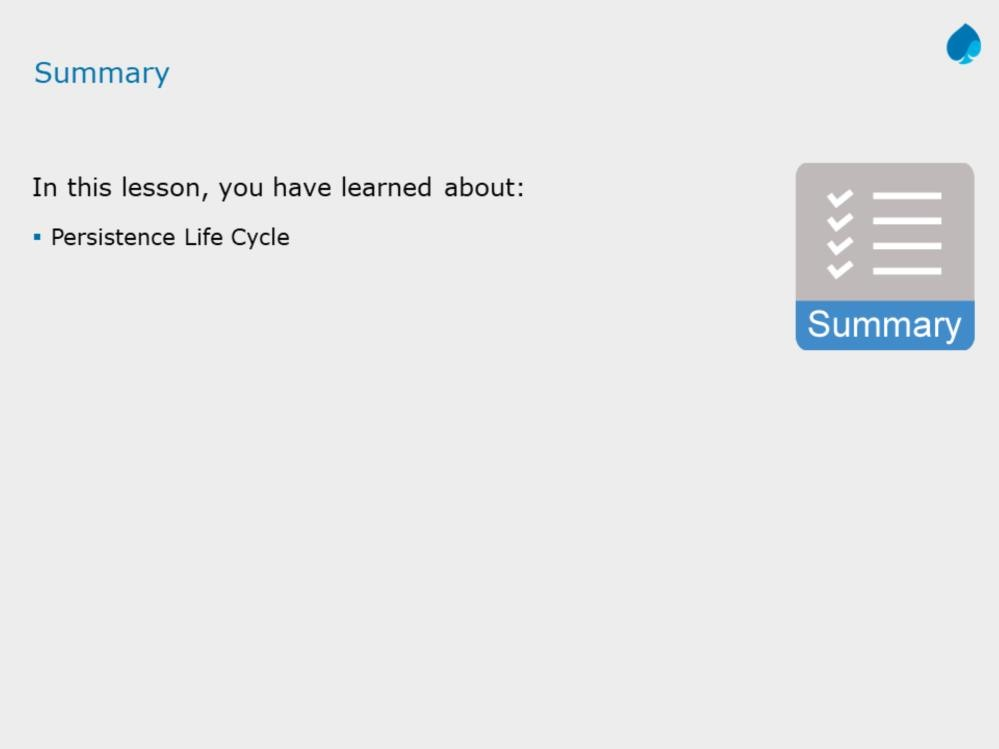 Summary
In this lesson, you have learned about:
▪ Persistence Life Cycle
Summary